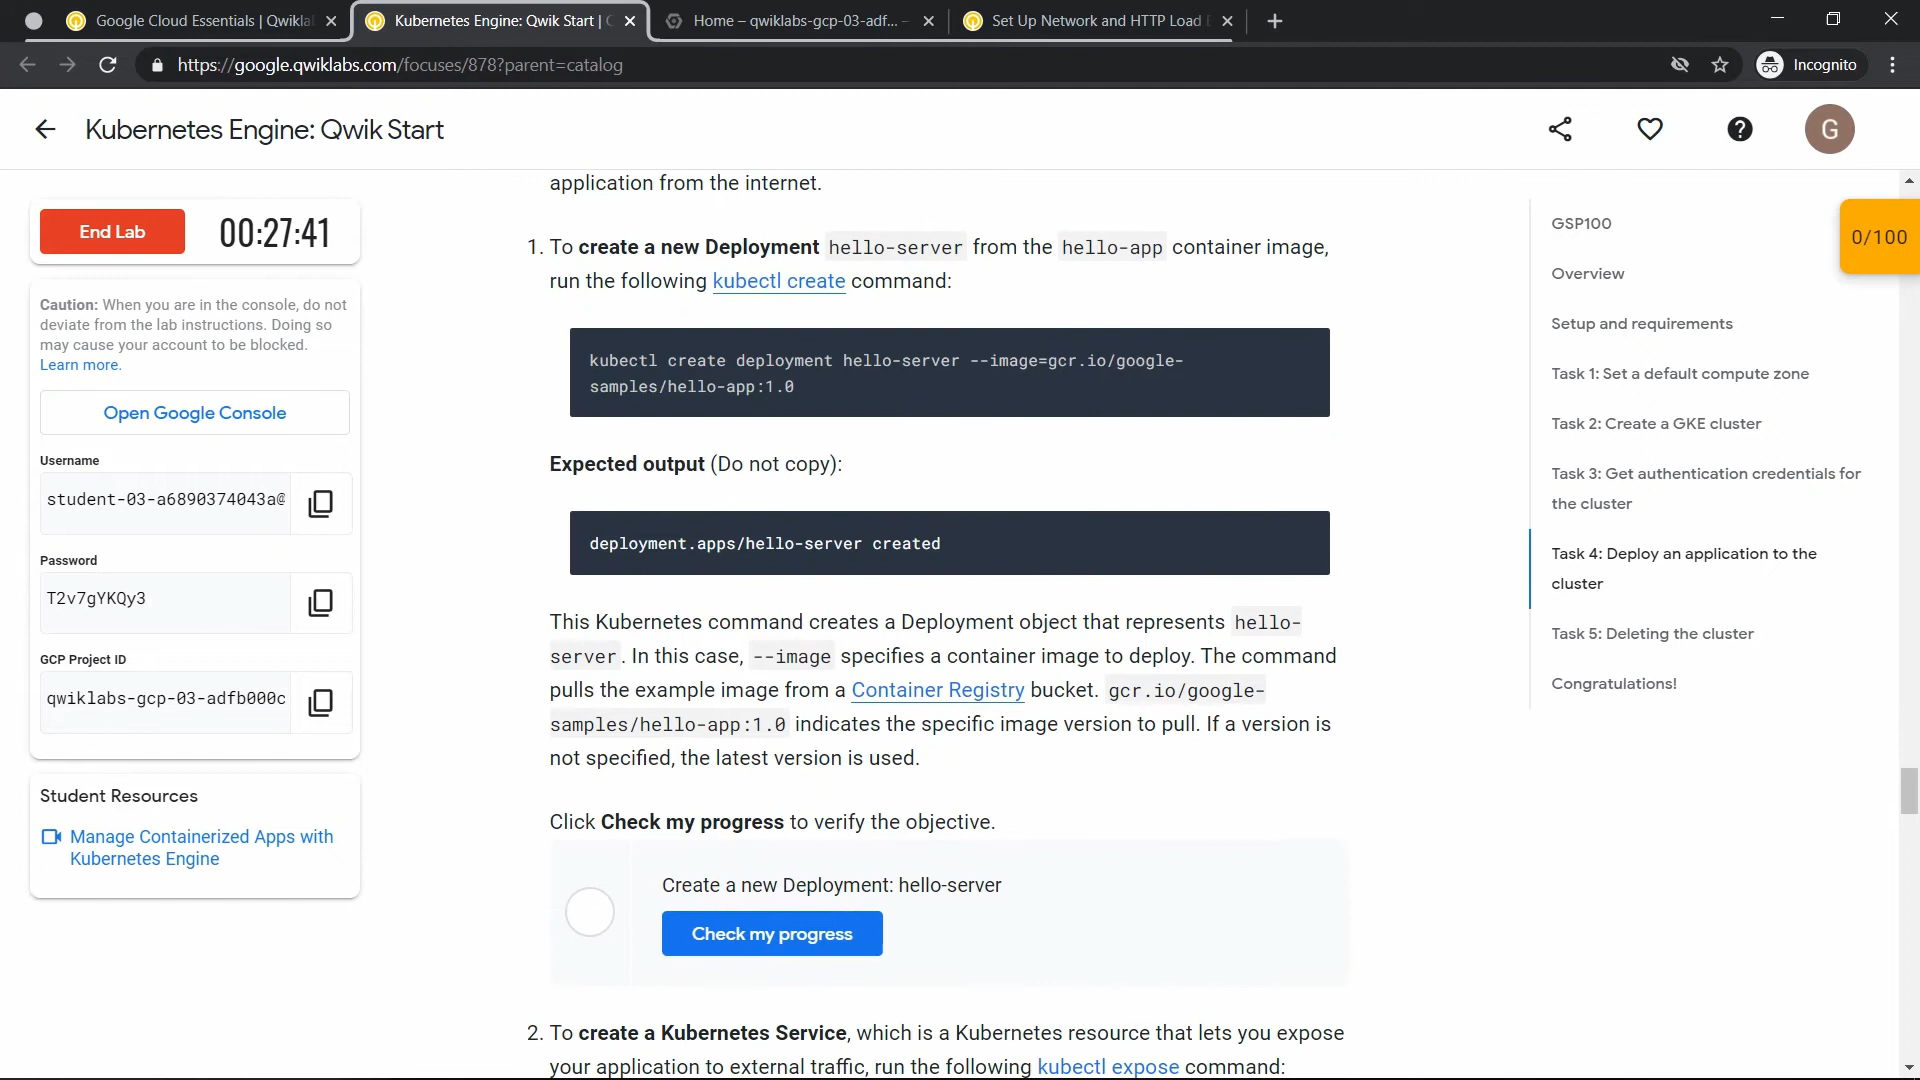 Google Cloud Essentials | Qwikla
Kubernetes Engine: Qwik Start |
Home – qwiklabs-gcp-03-adf... –
Set Up Network and HTTP Load
https://google.qwiklabs.com/focuses/878?parent=catalog
Incognito
Kubernetes Engine: Qwik Start
G
End Lab
00:27:41
Caution: When you are in the console, do not
deviate from the lab instructions. Doing so
may cause your account to be blocked.
Learn more.
Open Google Console
Username
student-03-a6890374043a@
Password
T2v7gYKQy3
GCP Project ID
qwiklabs-gcp-03-adfb000c
Student Resources
Manage Containerized Apps with
Kubernetes Engine
application from the internet.
1. To create a new Deployment hello-server from the hello-app container image,
run the following kubectl create command:
kubectl create deployment hello-server --image=gcr.io/google-
samples/hello-app:1.0
Expected output (Do not copy):
deployment.apps/hello-server created
This Kubernetes command creates a Deployment object that represents hello-
server. In this case, --image specifies a container image to deploy. The command
pulls the example image from a Container Registry bucket. gcr.io/google-
samples/hello-app:1.0 indicates the specific image version to pull. If a version is
not specified, the latest version is used.
Click Check my progress to verify the objective.
Create a new Deployment: hello-server
Check my progress
2. To create a Kubernetes Service, which is a Kubernetes resource that lets you expose
your application to external traffic, run the following kubectl expose command:
GSP100
Overview
Setup and requirements
Task 1: Set a default compute zone
Task 2: Create a GKE cluster
Task 3: Get authentication credentials for
the cluster
Task 4: Deploy an application to the
cluster
Task 5: Deleting the cluster
Congratulations!
0/100